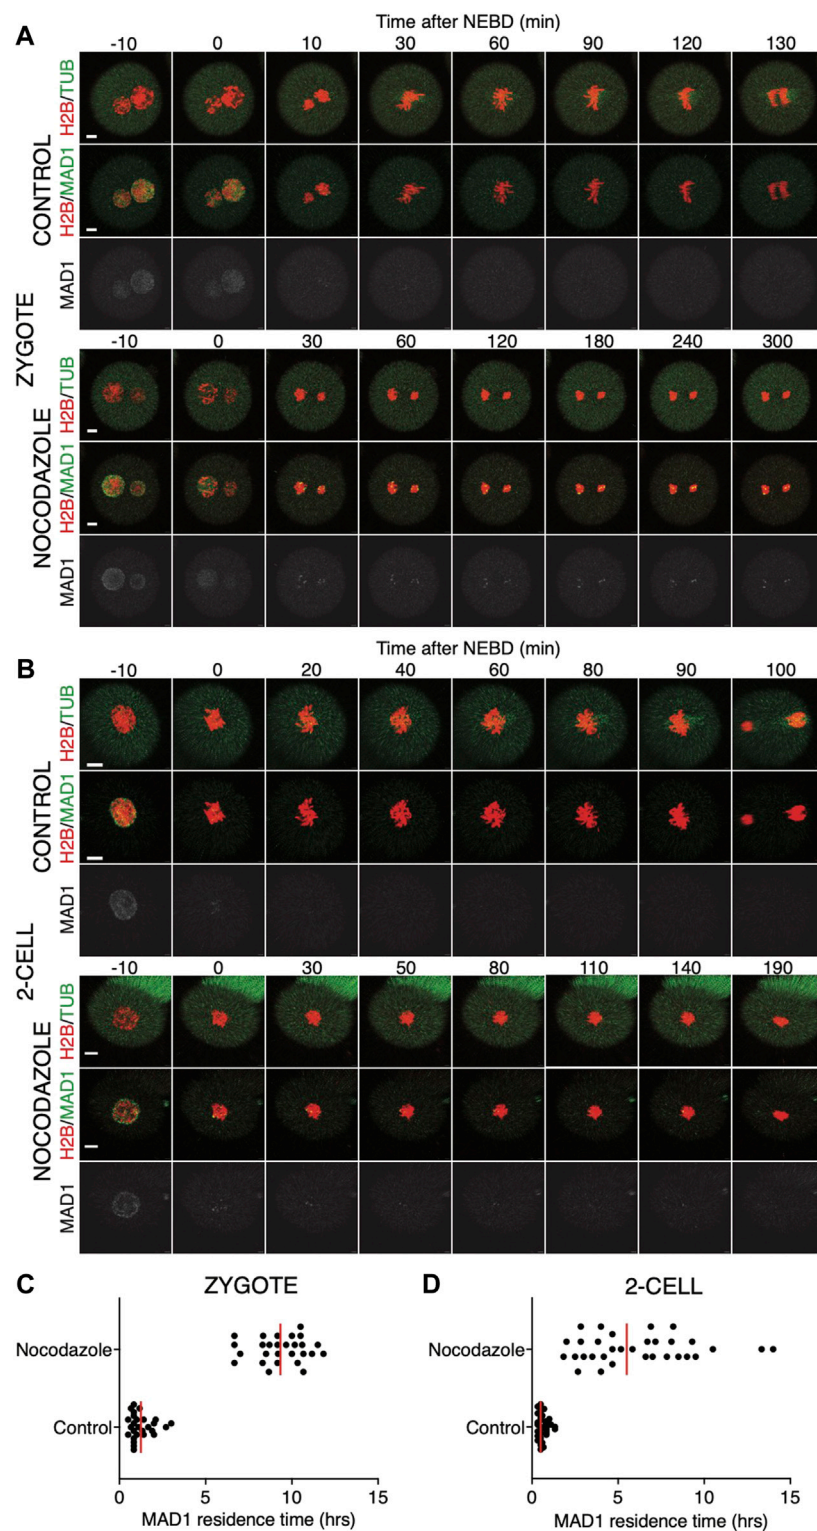 A
Time after NEBD (min)
-10 0 10 30 60 90 120 130
ZYGOTE
CONTROL
H2B/TUB
H2B/MAD1
MAD1
-10 0 30 60 120 180 240 300
NOCODAZOLE
H2B/TUB
H2B/MAD1
MAD1
B
Time after NEBD (min)
-10 0 20 40 60 80 90 100
2-CELL
CONTROL
H2B/TUB
H2B/MAD1
MAD1
-10 0 30 50 80 110 140 190
NOCODAZOLE
H2B/TUB
H2B/MAD1
MAD1
C
ZYGOTE
Nocodazole
Control
0 5 10 15
MAD1 residence time (hrs)
D
2-CELL
Nocodazole
Control
0 5 10 15
MAD1 residence time (hrs)